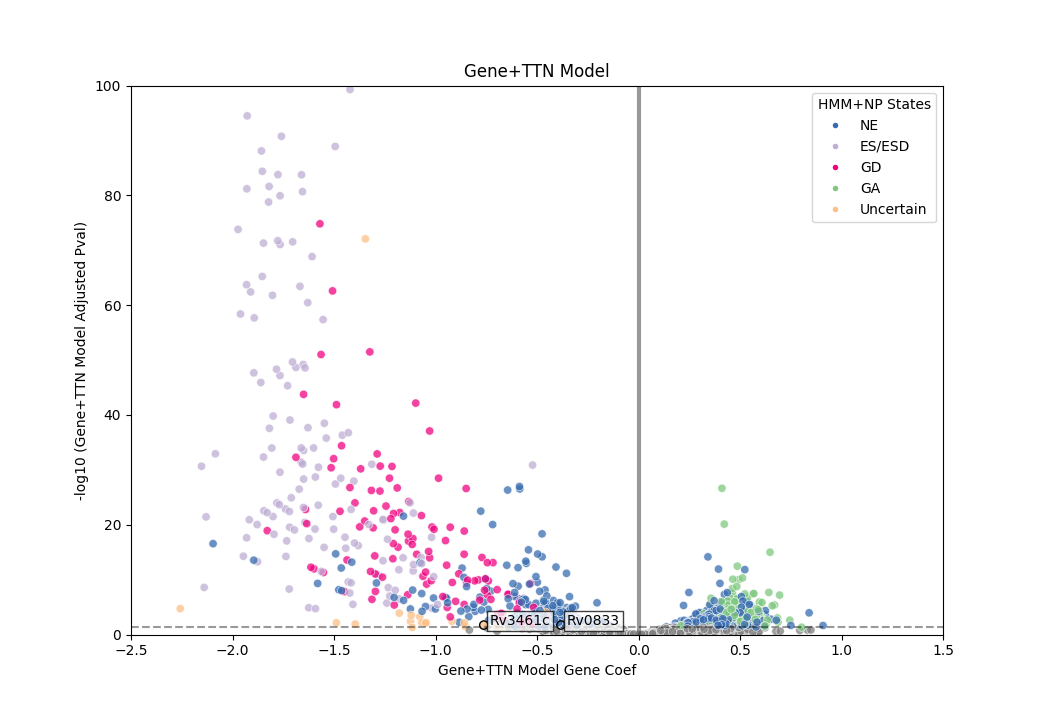 Gene+TTN Model
HMM+NP States
NE
ES/ESD
GD
GA
Uncertain
100
80
60
40
20
0
-log10 (Gene+TTN Model Adjusted Pval)
Rv3461c
Rv0833
−2.5
−2.0
−1.5
−1.0
−0.5
0.0
0.5
1.0
1.5
Gene+TTN Model Gene Coef